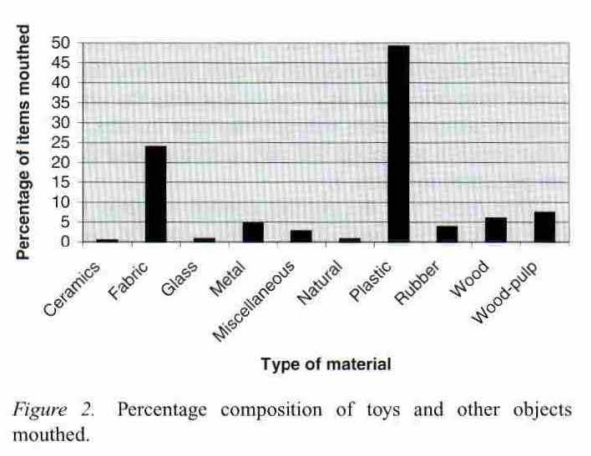 Percentage of items mouthed
50
45
40
35
30
25
20
15
10
5
0
Ceramics
Fabric
Glass
Metal
Miscellaneous
Natural
Plastic
Rubber
Wood
Wood-pulp
Type of material
Figure 2. Percentage composition of toys and other objects
mouthed.